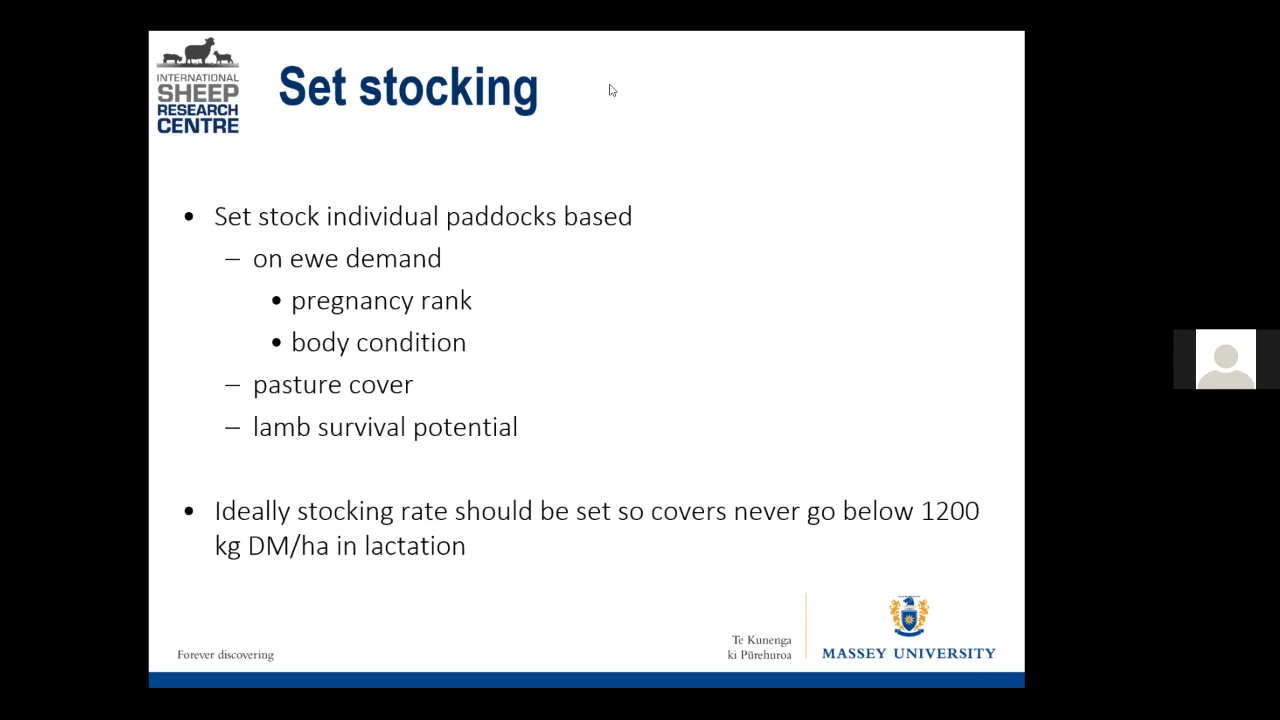 INTERNATIONAL
SHEEP
RESEARCH
CENTRE
Set stocking
• Set stock individual paddocks based
– on ewe demand
• pregnancy rank
• body condition
– pasture cover
– lamb survival potential
• Ideally stocking rate should be set so covers never go below 1200
kg DM/ha in lactation
Forever discovering
Te Kunenga
ki Pūrehuroa
MASSEY UNIVERSITY